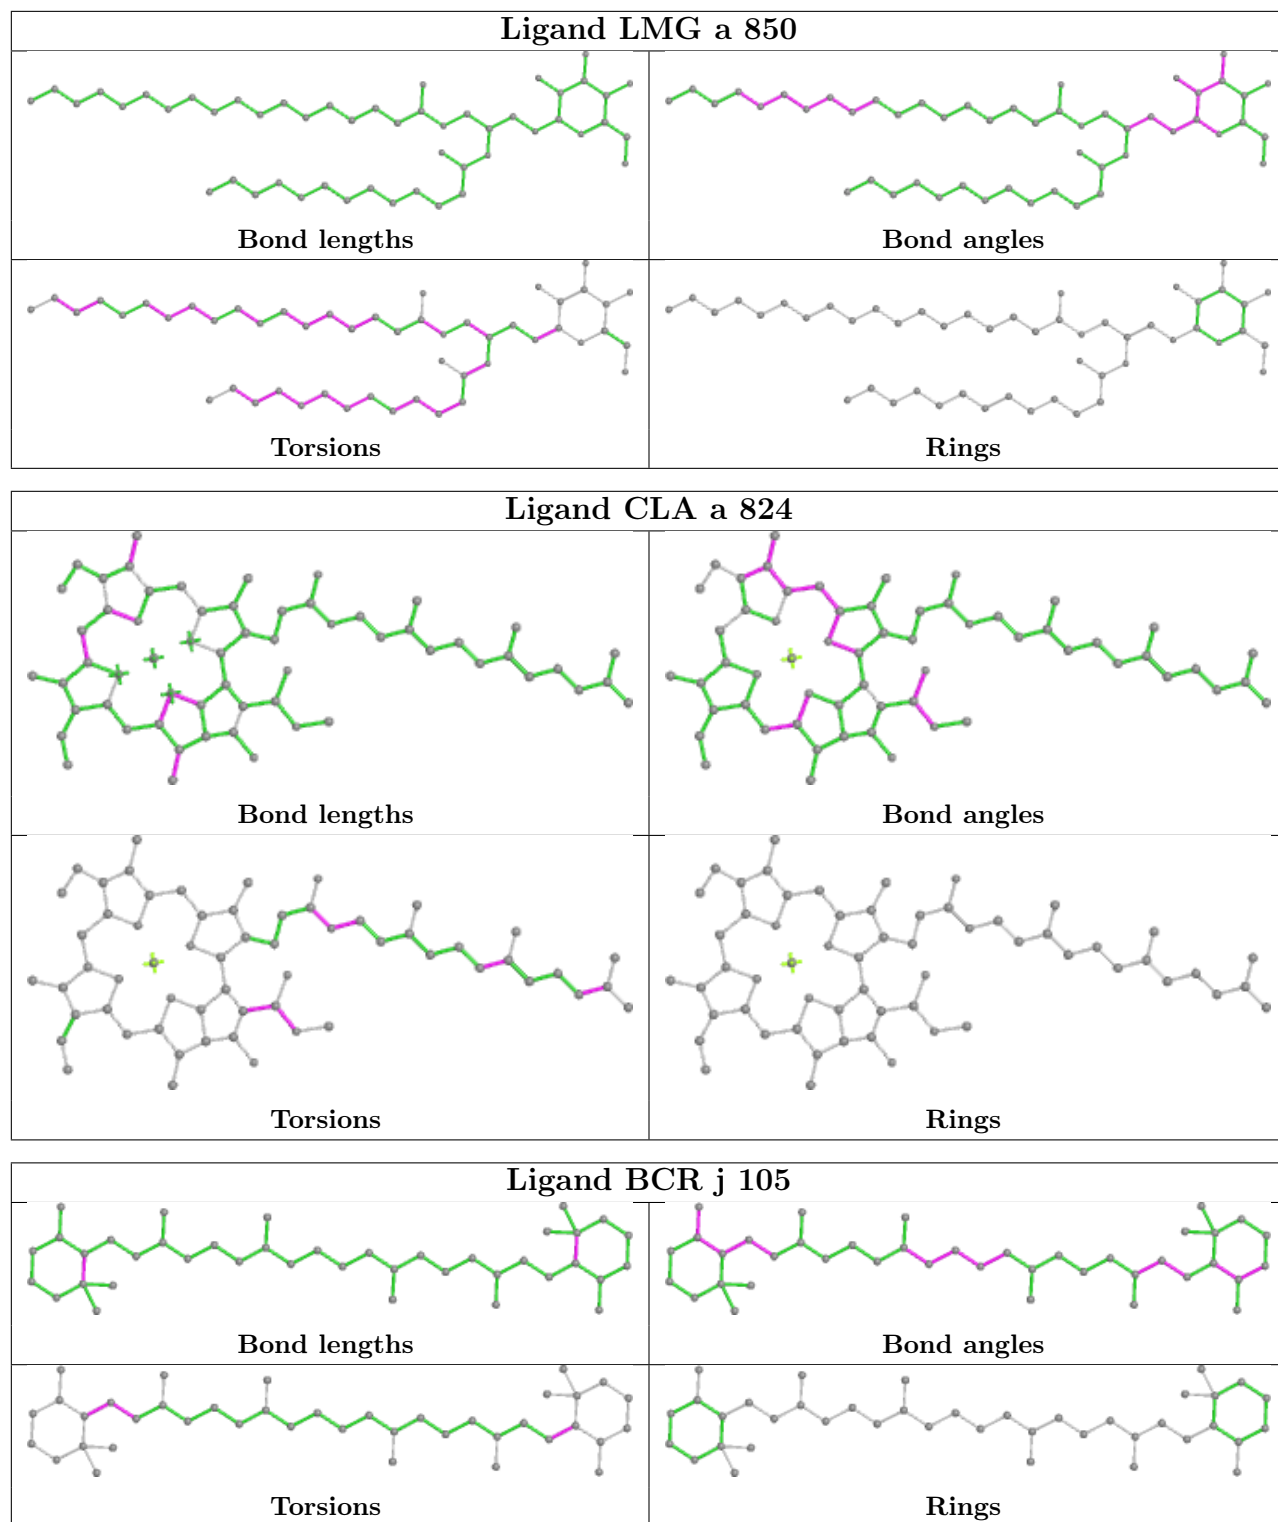 Ligand LMG a 850
Bond lengths Bond angles
Torsions Rings
Ligand CLA a 824
Bond lengths Bond angles
Torsions Rings
Ligand BCR j 105
Bond lengths Bond angles
Torsions Rings